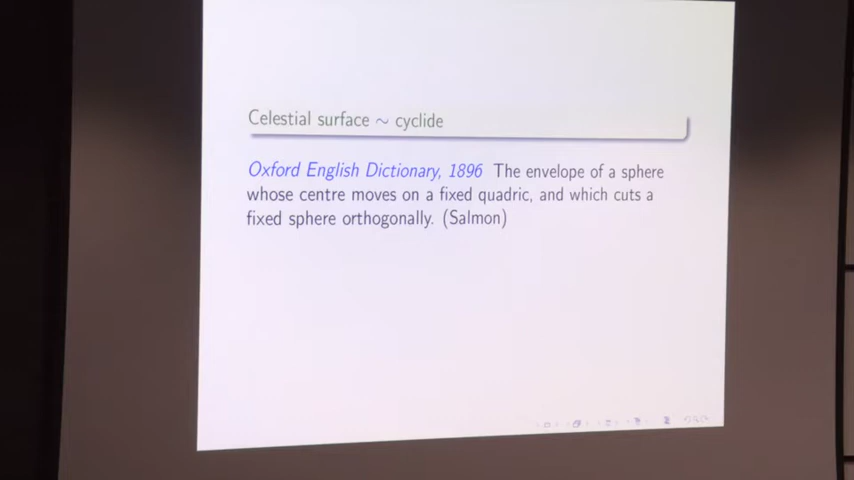 Celestial surface ~ cyclide
Oxford English Dictionary, 1896 The envelope of a sphere
whose centre moves on a fixed quadric, and which cuts a
fixed sphere orthogonally. (Salmon)